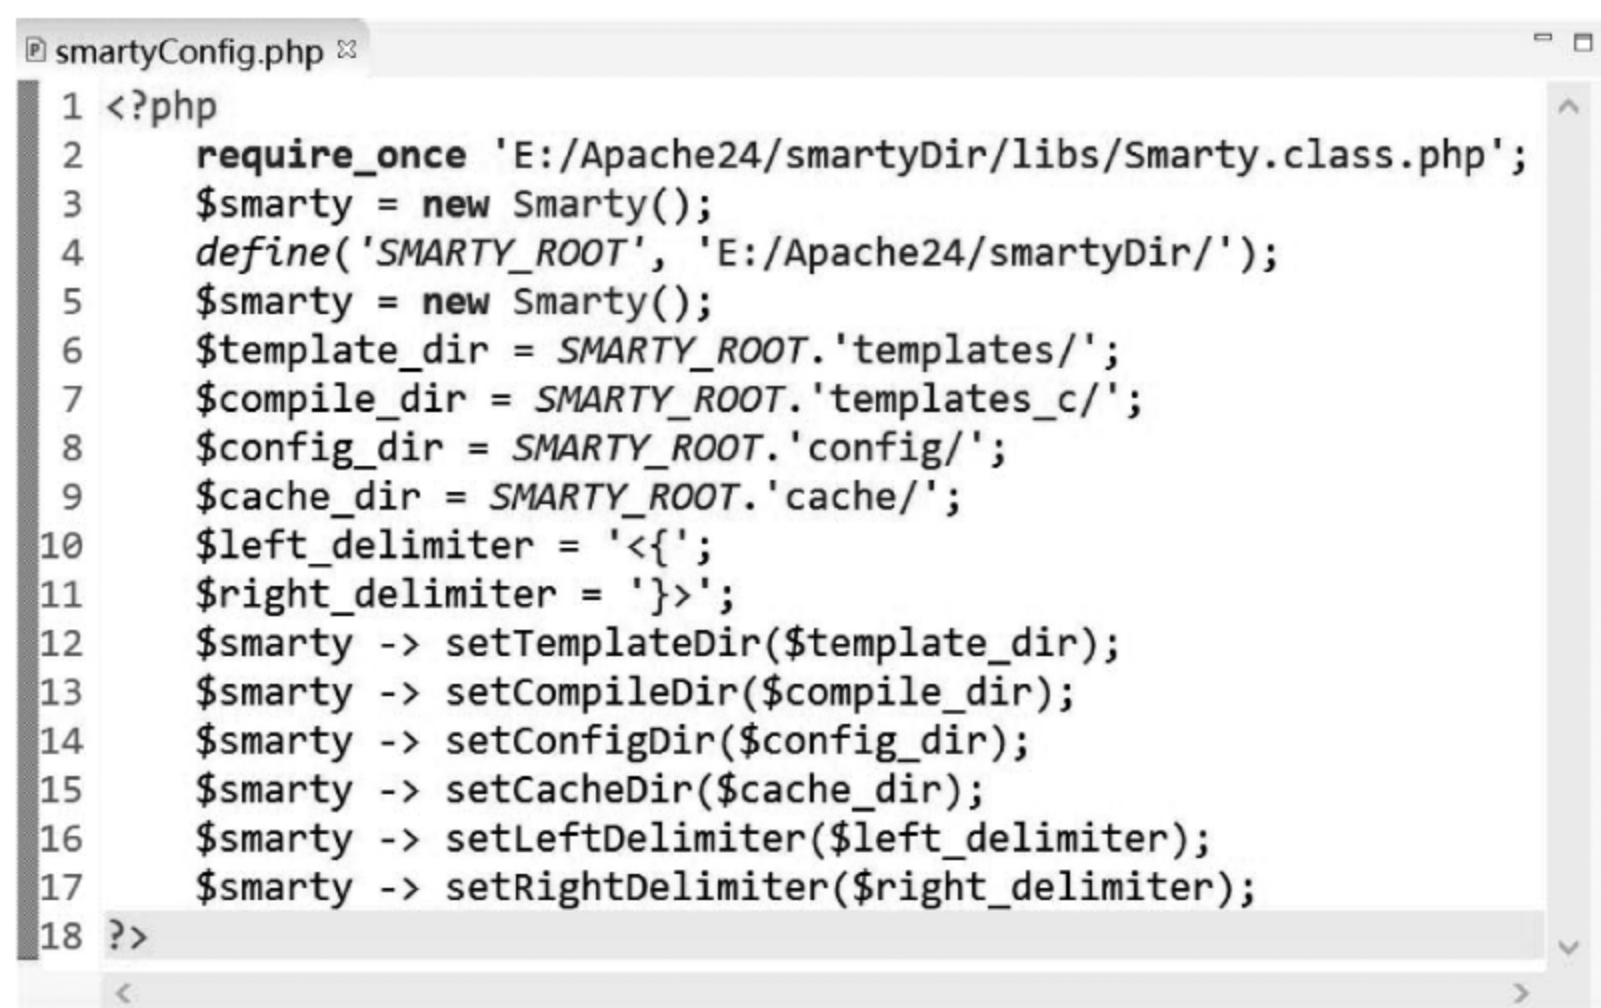 smartyConfig.php
1 <?php
2 require_once 'E:/Apache24/smartyDir/libs/Smarty.class.php';
3 $smarty = new Smarty();
4 define('SMARTY_ROOT', 'E:/Apache24/smartyDir/');
5 $smarty = new Smarty();
6 $template_dir = SMARTY_ROOT.'templates/';
7 $compile_dir = SMARTY_ROOT.'templates_c/';
8 $config_dir = SMARTY_ROOT.'config/';
9 $cache_dir = SMARTY_ROOT.'cache/';
10 $left_delimiter = '<{';
11 $right_delimiter = '}>';
12 $smarty -> setTemplateDir($template_dir);
13 $smarty -> setCompileDir($compile_dir);
14 $smarty -> setConfigDir($config_dir);
15 $smarty -> setCacheDir($cache_dir);
16 $smarty -> setLeftDelimiter($left_delimiter);
17 $smarty -> setRightDelimiter($right_delimiter);
18 ?>